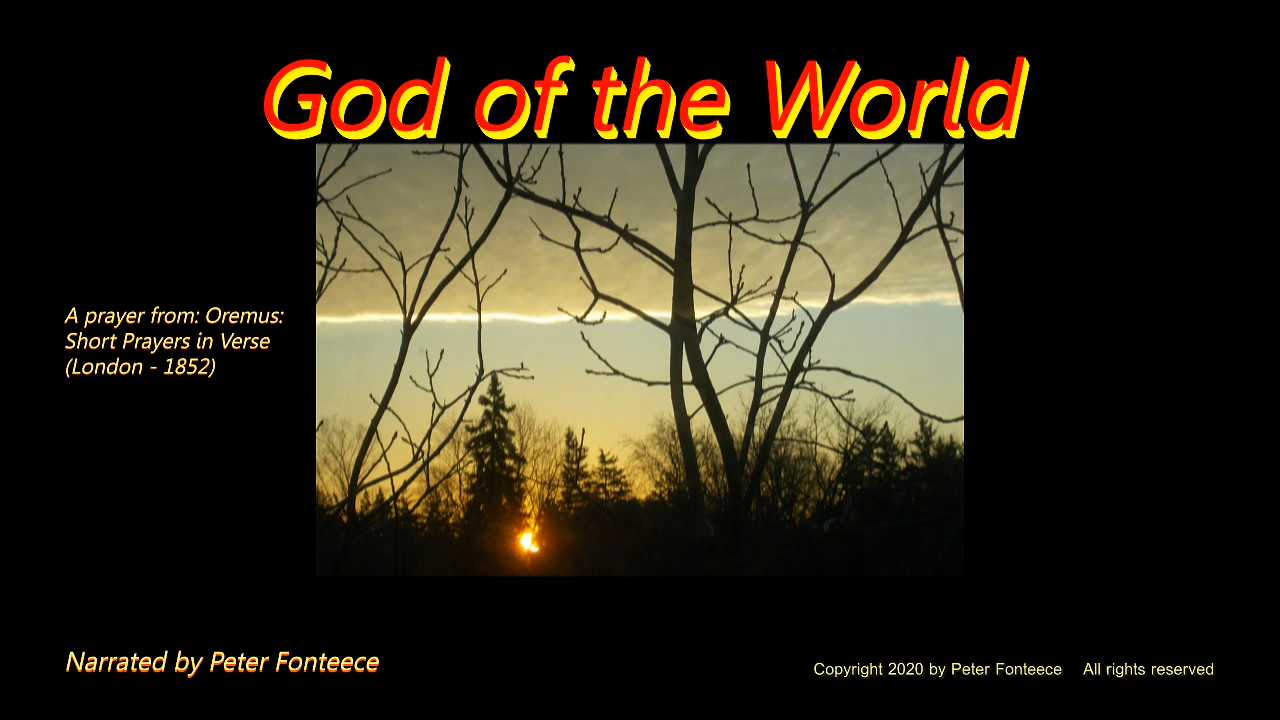 God of the World
A prayer from: Oremus:
Short Prayers in Verse
(London - 1852)
Narrated by Peter Fonteece
Copyright 2020 by Peter Fonteece All rights reserved